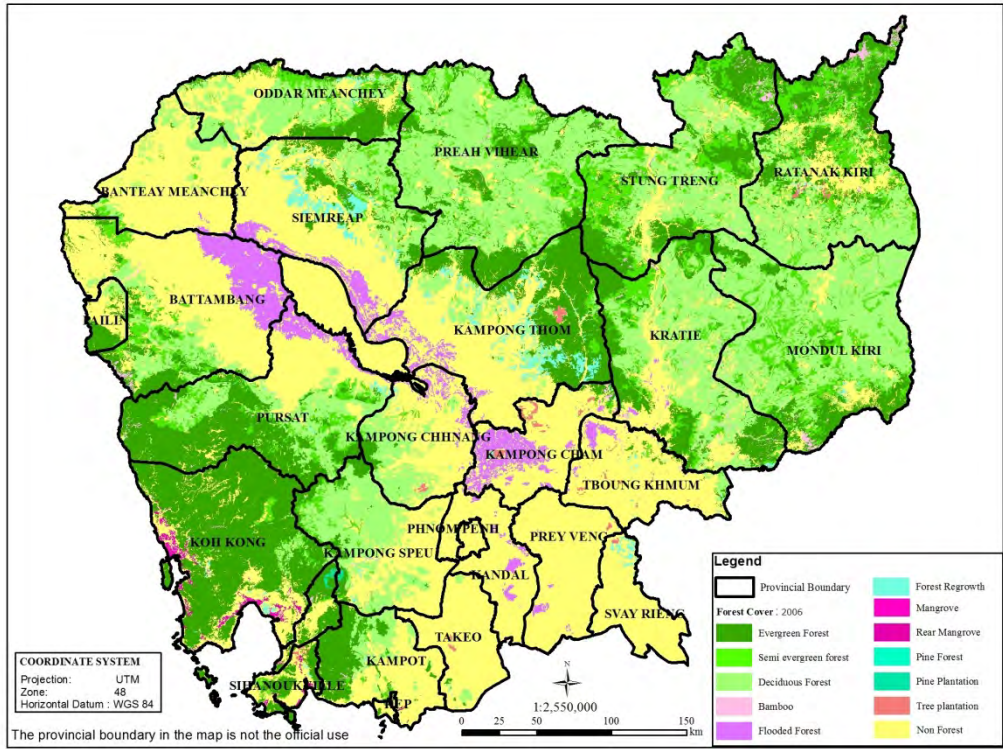 ODDAR MEANCHEY
PREAH VIHEAR
STUNG TRENG
RATANAK KIRI
BANTEAY MEANCHEY
SIEMREAP
BATTAMBANG
PAILIN
KAMPONG THOM
KRATIE
MONDUL KIRI
PURSAT
KAMPONG CHHNANG
KAMPONG CHAM
TBOUNG KHMUM
KOH KONG
KAMPONG SPEU
PHNOM PENH
PREY VENG
KANDAL
SVAY RIENG
TAKEO
KAMPOT
SIHANOUKVILLE
KEP
COORDINATE SYSTEM
Projection: UTM
Zone: 48
Horizontal Datum : WGS 84
The provincial boundary in the map is not the official use
N
1:2,550,000
0 25 50 100 150
km
Legend
Provincial Boundary
Forest Cover : 2006
Evergreen Forest
Semi evergreen forest
Deciduous Forest
Bamboo
Flooded Forest
Forest Regrowth
Mangrove
Rear Mangrove
Pine Forest
Pine Plantation
Tree plantation
Non Forest